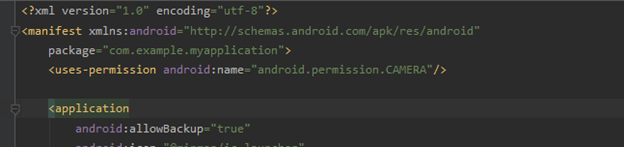 <?xml version="1.0" encoding="utf-8"?>
<manifest xmlns:android="http://schemas.android.com/apk/res/android"
package="com.example.myapplication">
<uses-permission android:name="android.permission.CAMERA"/>
<application
android:allowBackup="true"